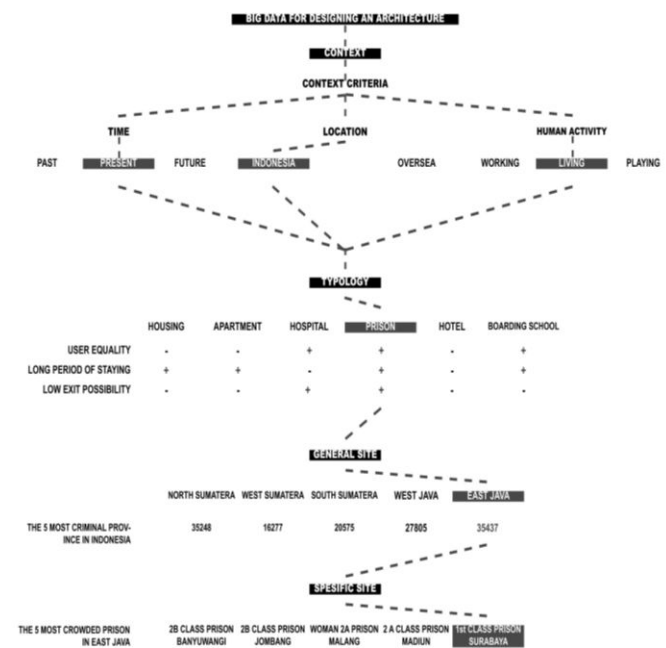 BIG DATA FOR DESIGNING AN ARCHITECTURE
CONTEXT
CONTEXT CRITERIA
TIME LOCATION HUMAN ACTIVITY
PAST PRESENT FUTURE INDONESIA OVERSEA WORKING LIVING PLAYING
TYPOLOGY
HOUSING APARTMENT HOSPITAL PRISON HOTEL BOARDING SCHOOL
USER EQUALITY - - + + - +
LONG PERIOD OF STAYING + + - + - +
LOW EXIT POSSIBILITY - - + + - -
GENERAL SITE
NORTH SUMATERA WEST SUMATERA SOUTH SUMATERA WEST JAVA EAST JAVA
THE 5 MOST CRIMINAL PROV- 35248 16277 20575 27805 35437
INCE IN INDONESIA
SPESIFIC SITE
THE 5 MOST CROWDED PRISON 2B CLASS PRISON 2B CLASS PRISON WOMAN 2A PRISON 2 A CLASS PRISON 1st CLASS PRISON
IN EAST JAVA BANYUWANGI JOMBANG MALANG MADIUN SURABAYA